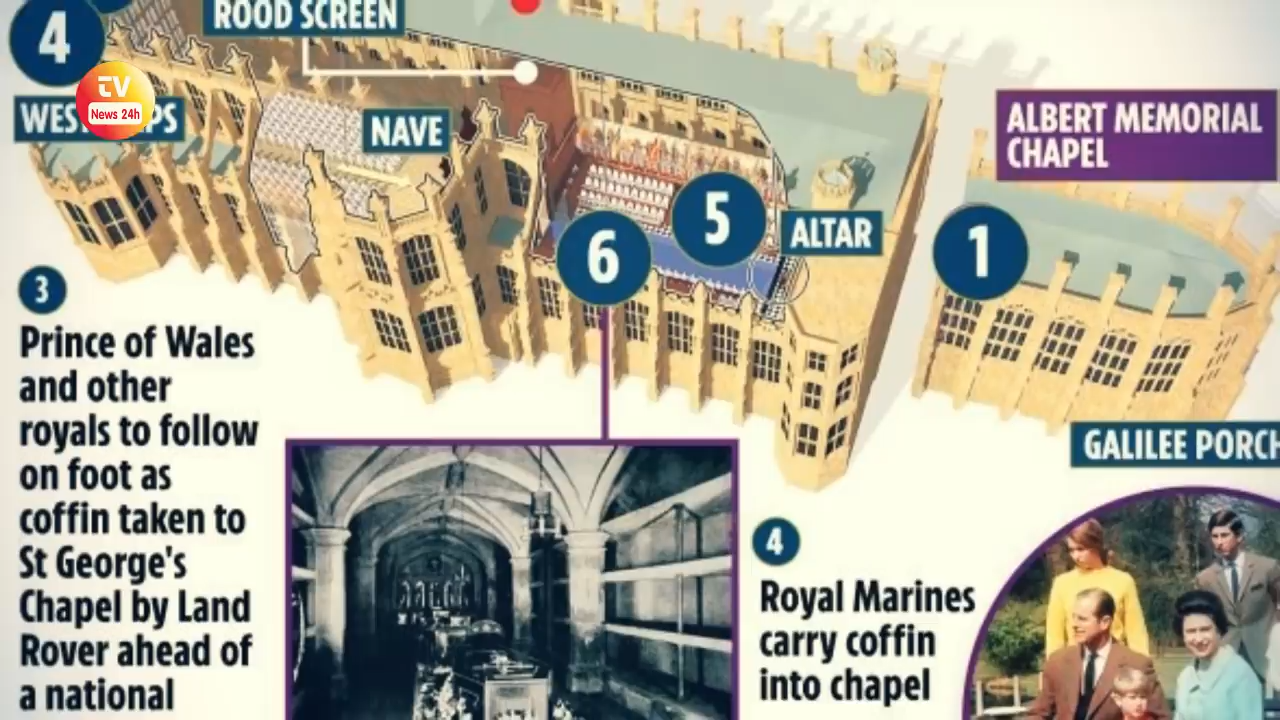 ROOD SCREEN
4
TV
News 24h
WEST PS
NAVE
ALBERT MEMORIAL
CHAPEL
5
6
ALTAR
1
3
Prince of Wales
and other
royals to follow
on foot as
coffin taken to
St George's
Chapel by Land
Rover ahead of
a national
GALILEE PORCH
4
Royal Marines
carry coffin
into chapel